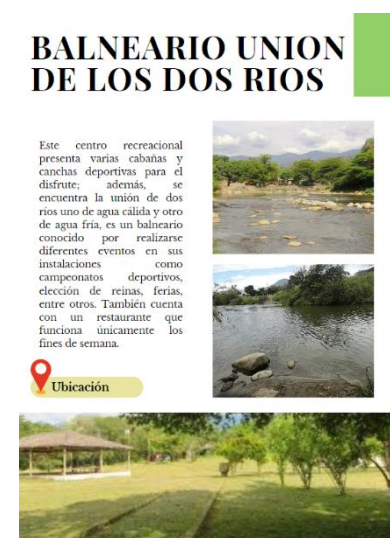 BALNEARIO UNION
DE LOS DOS RIOS
Este centro recreacional
presenta varias cabañas y
canchas deportivas para el
disfrute; además, se
encuentra la unión de dos
ríos uno de agua cálida y otro
de agua fría, es un balneario
conocido por realizarse
diferentes eventos en sus
instalaciones como
campeonatos deportivos,
elección de reinas, ferias,
entre otros. También cuenta
con un restaurante que
funciona únicamente los
fines de semana.
Ubicación